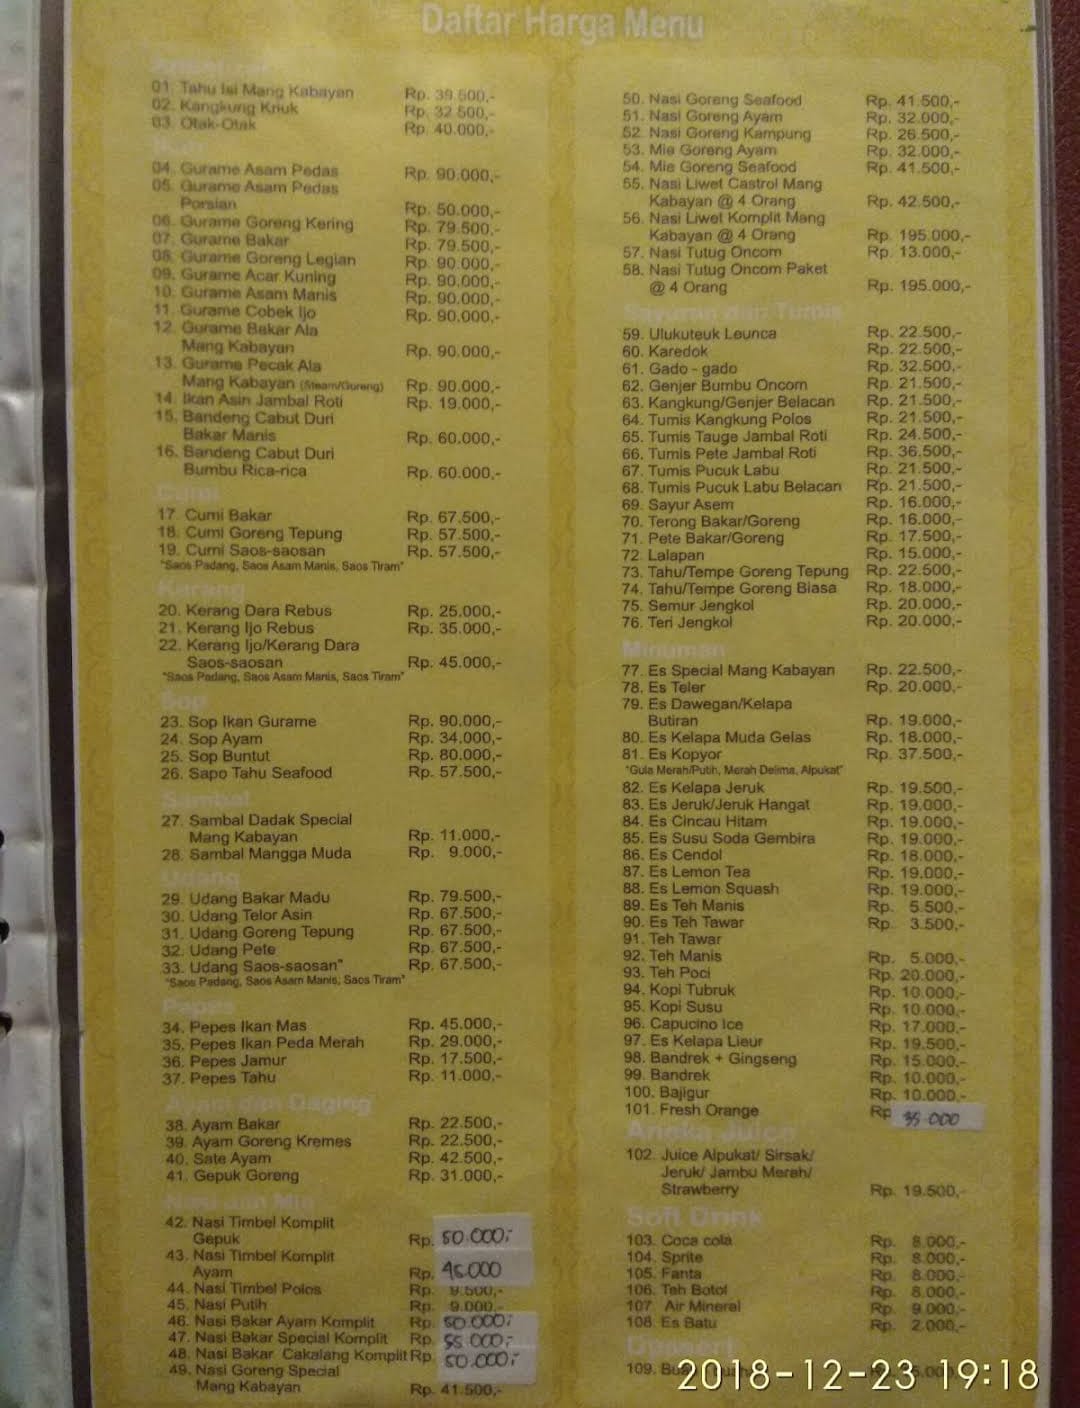 Daftar Harga Menu
01. Tahu Isi Mang Kabayan Rp. 39.500,-
02. Kangkung Kriuk Rp. 32.500,-
03. Otak-Otak Rp. 40.000,-
04. Gurame Asam Pedas Rp. 90.000,-
05. Gurame Asam Pedas
Porsian Rp. 50.000,-
06. Gurame Goreng Kering Rp. 79.500,-
07. Gurame Bakar Rp. 79.500,-
08. Gurame Goreng Legian Rp. 90.000,-
09. Gurame Acar Kuning Rp. 90.000,-
10. Gurame Asam Manis Rp. 90.000,-
11. Gurame Cobek Ijo Rp. 90.000,-
12. Gurame Bakar Ala
Mang Kabayan Rp. 90.000,-
13. Gurame Pecak Ala
Mang Kabayan (Steam/Goreng) Rp. 90.000,-
14. Ikan Asin Jambal Roti Rp. 19.000,-
15. Bandeng Cabut Duri
Bakar Manis Rp. 60.000,-
16. Bandeng Cabut Duri
Bumbu Rica-rica Rp. 60.000,-
Cumi
17. Cumi Bakar Rp. 67.500,-
18. Cumi Goreng Tepung Rp. 57.500,-
19. Cumi Saos-saosan Rp. 57.500,-
"Saos Padang, Saos Asam Manis, Saos Tiram"
Kerang
20. Kerang Dara Rebus Rp. 25.000,-
21. Kerang Ijo Rebus Rp. 35.000,-
22. Kerang Ijo/Kerang Dara
Saos-saosan Rp. 45.000,-
"Saos Padang, Saos Asam Manis, Saos Tiram"
Sop
23. Sop Ikan Gurame Rp. 90.000,-
24. Sop Ayam Rp. 34.000,-
25. Sop Buntut Rp. 80.000,-
26. Sapo Tahu Seafood Rp. 57.500,-
Sambal
27. Sambal Dadak Special
Mang Kabayan Rp. 11.000,-
28. Sambal Mangga Muda Rp. 9.000,-
Udang
29. Udang Bakar Madu Rp. 79.500,-
30. Udang Telor Asin Rp. 67.500,-
31. Udang Goreng Tepung Rp. 67.500,-
32. Udang Pete Rp. 67.500,-
33. Udang Saos-saosan" Rp. 67.500,-
"Saos Padang, Saos Asam Manis, Saos Tiram"
Pepes
34. Pepes Ikan Mas Rp. 45.000,-
35. Pepes Ikan Peda Merah Rp. 29.000,-
36. Pepes Jamur Rp. 17.500,-
37. Pepes Tahu Rp. 11.000,-
Ayam dan Daging
38. Ayam Bakar Rp. 22.500,-
39. Ayam Goreng Kremes Rp. 22.500,-
40. Sate Ayam Rp. 42.500,-
41. Gepuk Goreng Rp. 31.000,-
Nasi dan Mie
42. Nasi Timbel Komplit
Gepuk Rp. 50.000,-
43. Nasi Timbel Komplit
Ayam Rp. 45.000
44. Nasi Timbel Polos Rp. 9.500,-
45. Nasi Putih Rp. 9.000,-
46. Nasi Bakar Ayam Komplit Rp. 50.000,-
47. Nasi Bakar Special Komplit Rp. 55.000,-
48. Nasi Bakar Cakalang Komplit Rp. 50.000,-
49. Nasi Goreng Special
Mang Kabayan Rp. 41.500,-
50. Nasi Goreng Seafood Rp. 41.500,-
51. Nasi Goreng Ayam Rp. 32.000,-
52. Nasi Goreng Kampung Rp. 26.500,-
53. Mie Goreng Ayam Rp. 32.000,-
54. Mie Goreng Seafood Rp. 41.500,-
55. Nasi Liwet Castrol Mang
Kabayan @ 4 Orang Rp. 42.500,-
56. Nasi Liwet Komplit Mang
Kabayan @ 4 Orang Rp. 195.000,-
57. Nasi Tutug Oncom Rp. 13.000,-
58. Nasi Tutug Oncom Paket
@ 4 Orang Rp. 195.000,-
Sayuran dan Tumis
59. Ulukuteuk Leunca Rp. 22.500,-
60. Karedok Rp. 22.500,-
61. Gado - gado Rp. 32.500,-
62. Genjer Bumbu Oncom Rp. 21.500,-
63. Kangkung/Genjer Belacan Rp. 21.500,-
64. Tumis Kangkung Polos Rp. 21.500,-
65. Tumis Tauge Jambal Roti Rp. 24.500,-
66. Tumis Pete Jambal Roti Rp. 36.500,-
67. Tumis Pucuk Labu Rp. 21.500,-
68. Tumis Pucuk Labu Belacan Rp. 21.500,-
69. Sayur Asem Rp. 16.000,-
70. Terong Bakar/Goreng Rp. 16.000,-
71. Pete Bakar/Goreng Rp. 17.500,-
72. Lalapan Rp. 15.000,-
73. Tahu/Tempe Goreng Tepung Rp. 22.500,-
74. Tahu/Tempe Goreng Biasa Rp. 18.000,-
75. Semur Jengkol Rp. 20.000,-
76. Teri Jengkol Rp. 20.000,-
Minuman
77. Es Special Mang Kabayan Rp. 22.500,-
78. Es Teler Rp. 20.000,-
79. Es Dawegan/Kelapa
Butiran Rp. 19.000,-
80. Es Kelapa Muda Gelas Rp. 18.000,-
81. Es Kopyor Rp. 37.500,-
"Gula Merah/Putih, Merah Delima, Alpukat"
82. Es Kelapa Jeruk Rp. 19.500,-
83. Es Jeruk/Jeruk Hangat Rp. 19.000,-
84. Es Cincau Hitam Rp. 19.000,-
85. Es Susu Soda Gembira Rp. 19.000,-
86. Es Cendol Rp. 18.000,-
87. Es Lemon Tea Rp. 19.000,-
88. Es Lemon Squash Rp. 19.000,-
89. Es Teh Manis Rp. 5.500,-
90. Es Teh Tawar Rp. 3.500,-
91. Teh Tawar
92. Teh Manis Rp. 5.000,-
93. Teh Poci Rp. 20.000,-
94. Kopi Tubruk Rp. 10.000,-
95. Kopi Susu Rp. 10.000,-
96. Capucino Ice Rp. 17.000,-
97. Es Kelapa Lieur Rp. 19.500,-
98. Bandrek + Gingseng Rp. 15.000,-
99. Bandrek Rp. 10.000,-
100. Bajigur Rp. 10.000,-
101. Fresh Orange Rp 35.000
Aneka Juice
102. Juice Alpukat/ Sirsak/
Jeruk/ Jambu Merah/
Strawberry Rp. 19.500,-
Soft Drink
103. Coca cola Rp. 8.000,-
104. Sprite Rp. 8.000,-
105. Fanta Rp. 8.000,-
106. Teh Botol Rp. 8.000,-
107. Air Mineral Rp. 9.000,-
108. Es Batu Rp. 2.000,-
109.
2018-12-23 19:18